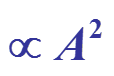 ∝ A²